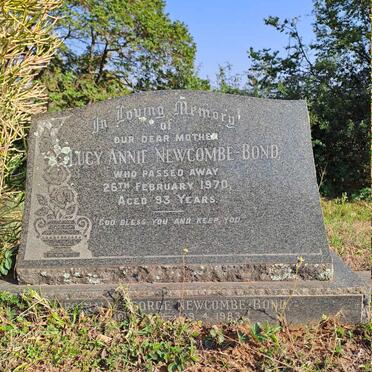 In Loving Memory
of
OUR DEAR MOTHER
LUCY ANNIE NEWCOMBE-BOND,
WHO PASSED AWAY
26TH FEBRUARY 1970,
AGED 93 YEARS.
"GOD BLESS YOU AND KEEP YOU."
GEORGE NEWCOMBE-BOND